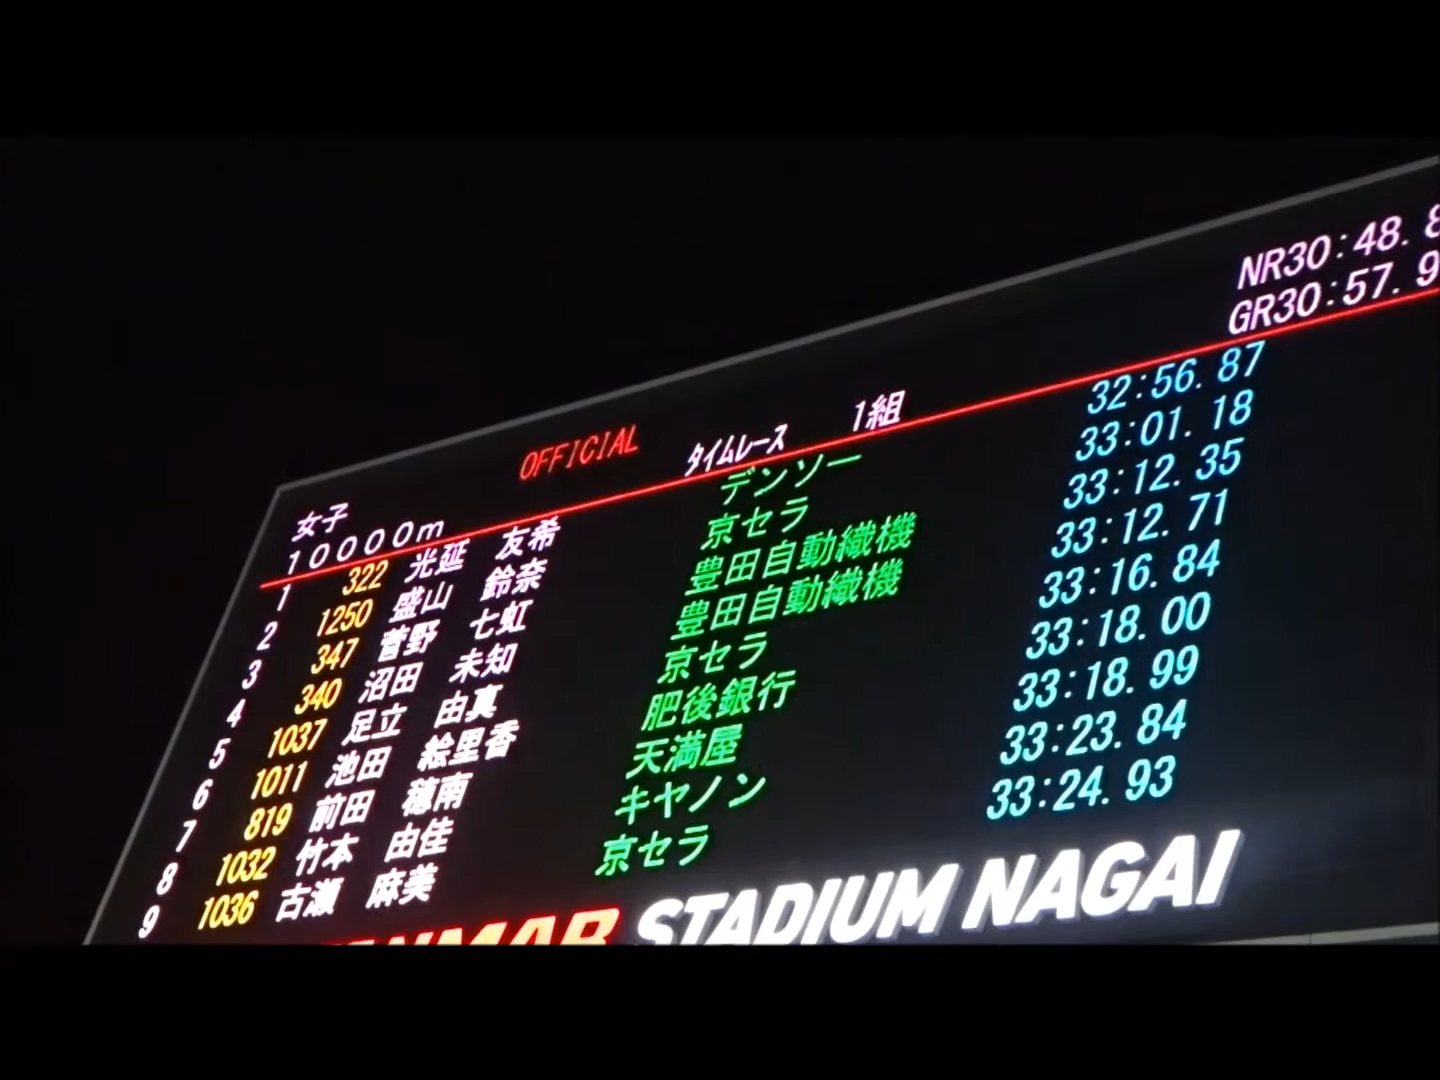 NR30:48. 8
GR30:57. 9
OFFICIAL タイムレース 1組
女子
10000m
1 322 光延 友希 デンソー 32:56. 87
2 1250 盛山 鈴奈 京セラ 33:01. 18
3 347 菅野 七虹 豊田自動織機 33:12. 35
4 340 沼田 未知 豊田自動織機 33:12. 71
5 1037 足立 由真 京セラ 33:16. 84
6 1011 池田 絵里香 肥後銀行 33:18. 00
7 819 前田 穂南 天満屋 33:18. 99
8 1032 竹本 由佳 キヤノン 33:23. 84
9 1036 古瀬 麻美 京セラ 33:24. 93
YANMAR STADIUM NAGAI